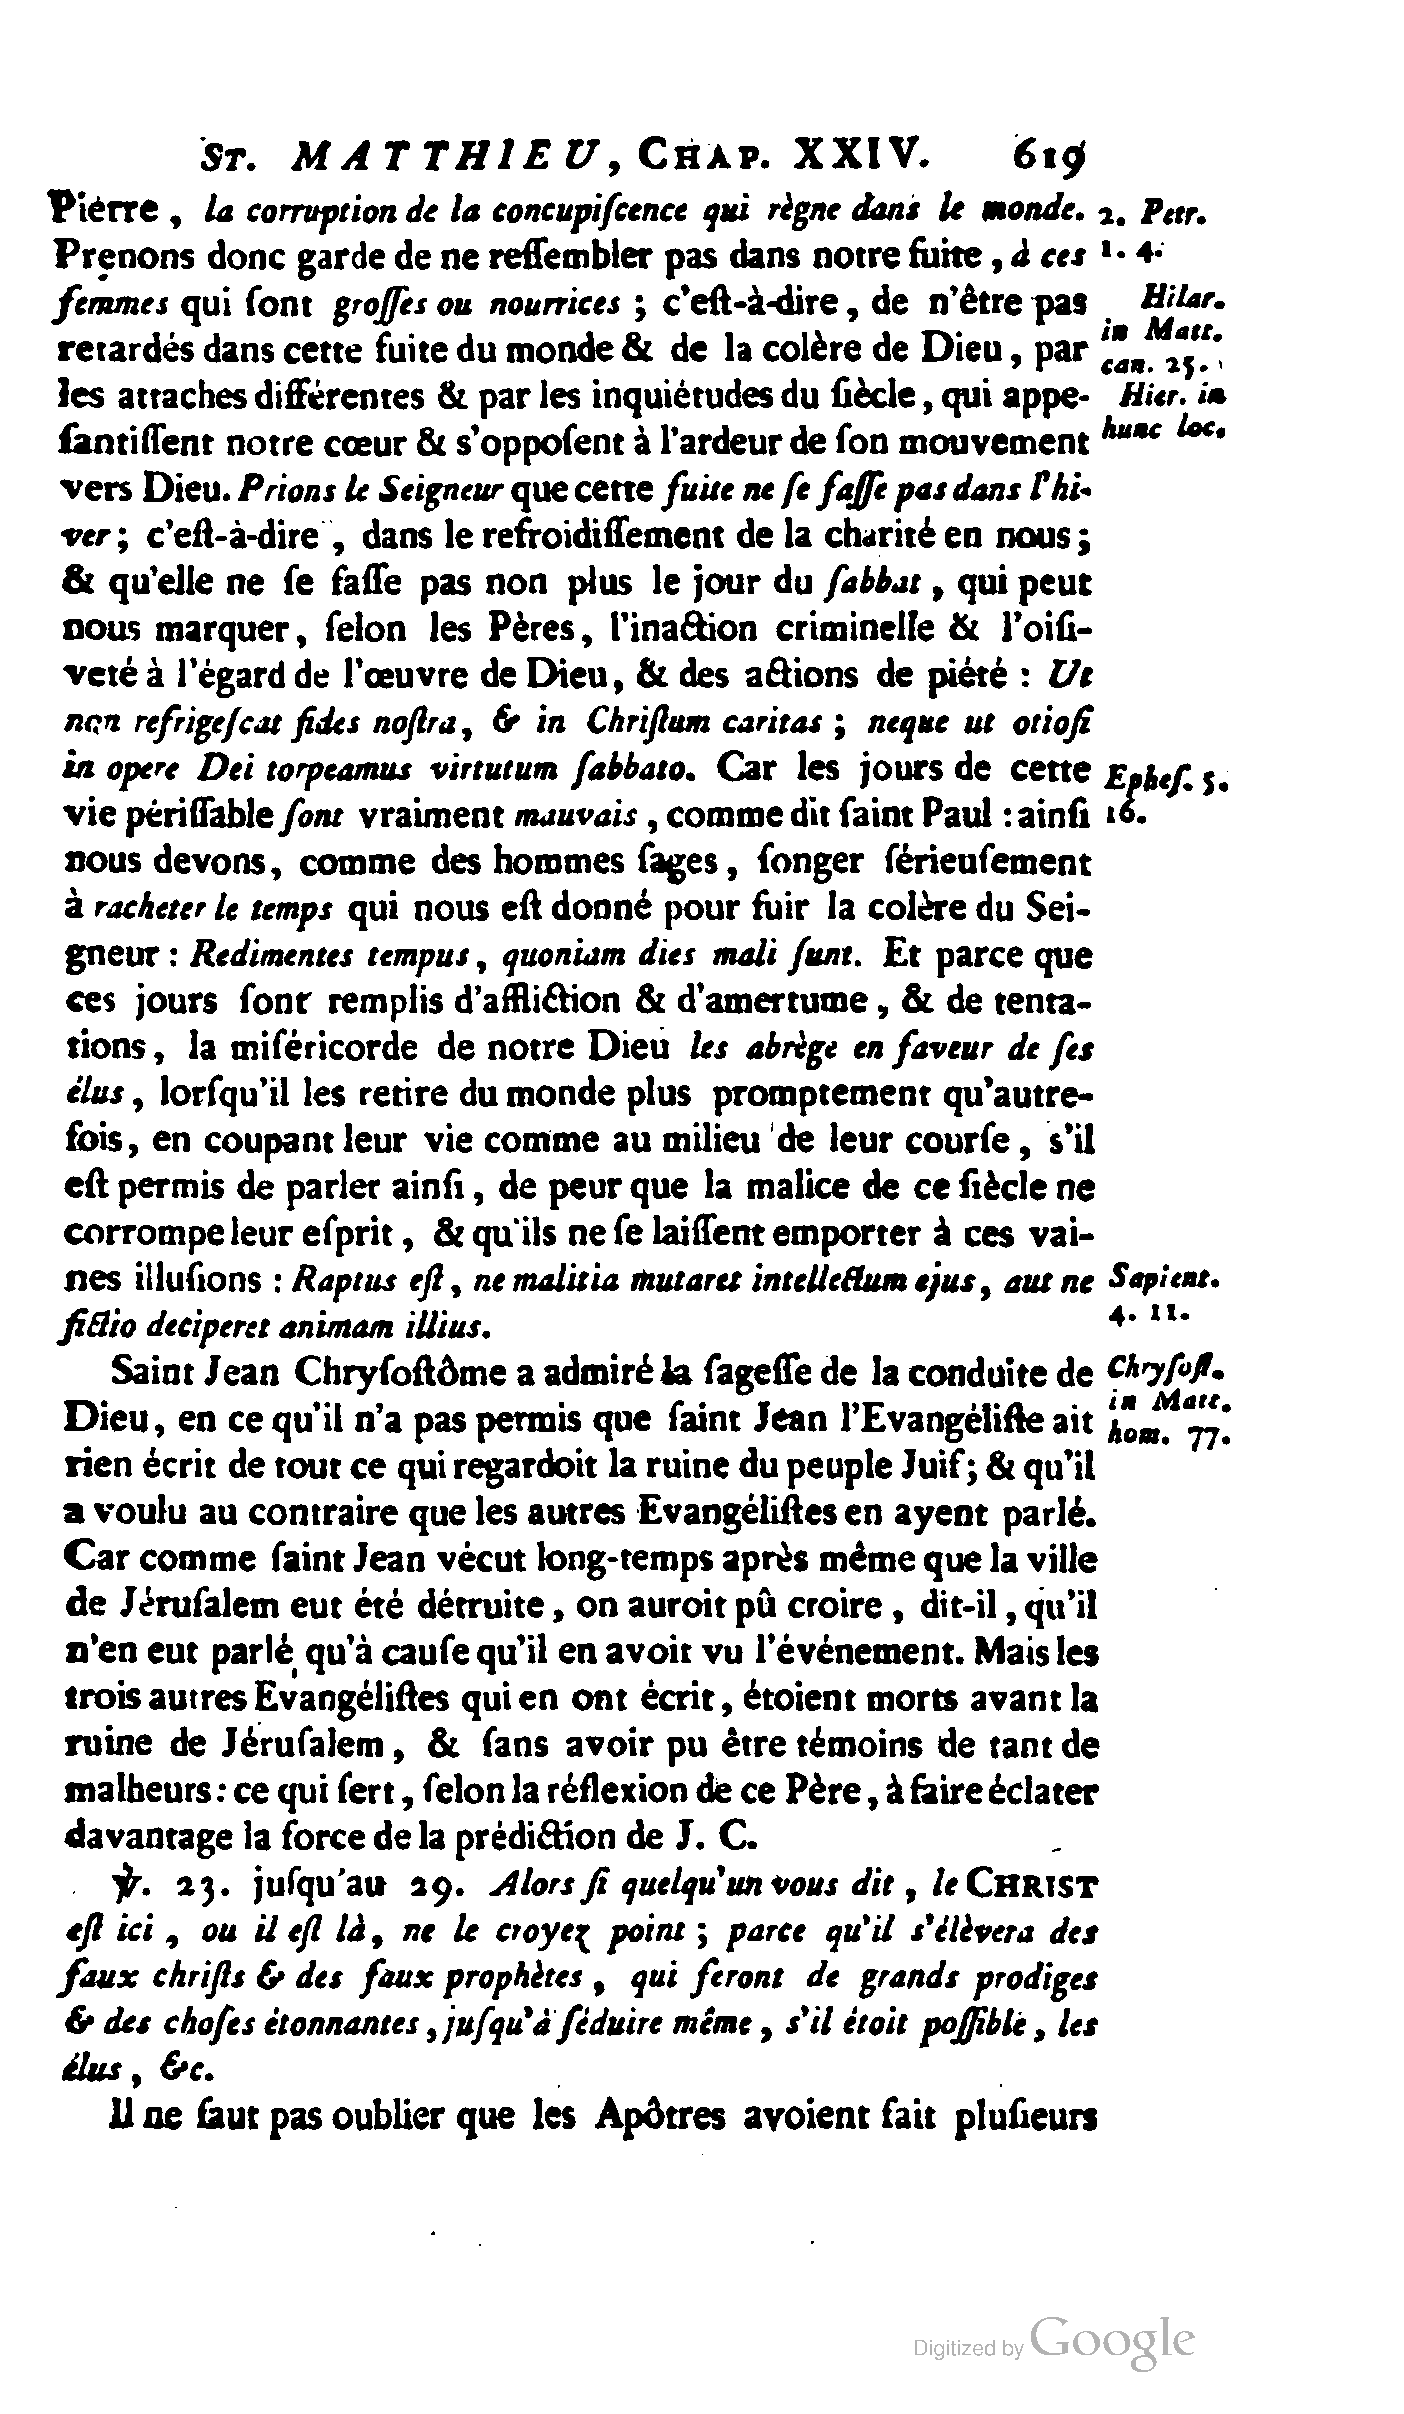 ST. MATTHIEU, CHAP. XXIV. 619
Pierre, la corruption de la concupiſcence qui règne dans le monde.
2. Petr.
Prenons donc garde de ne reſſembler pas dans notre fuite, à ces
1. 4.
femmes qui ſont groſſes ou nourrices ; c'eſt-à-dire, de n'être pas
Hilar.
retardés dans cette fuite du monde & de la colère de Dieu, par
in Matt.
can. 25.
les attaches différentes & par les inquiétudes du ſiècle, qui appe-
Hier. in
ſantiſſent notre cœur & s'oppoſent à l'ardeur de ſon mouvement
hunc loc.
vers Dieu. Prions le Seigneur que cette fuite ne ſe faſſe pas dans l'hi-
ver ; c'eſt-à-dire, dans le refroidiſſement de la charité en nous ;
& qu'elle ne ſe faſſe pas non plus le jour du ſabbat, qui peut
nous marquer, ſelon les Pères, l'inaction criminelle & l'oiſi-
veté à l'égard de l'œuvre de Dieu, & des actions de piété : Ut
non refrigeſcat fides noſtra, & in Chriſtum caritas ; neque ut otioſi
in opere Dei torpeamus virtutum ſabbato. Car les jours de cette
Epheſ. 5.
vie périſſable ſont vraiment mauvais, comme dit ſaint Paul : ainſi
16.
nous devons, comme des hommes ſages, ſonger ſérieuſement
à racheter le temps qui nous eſt donné pour fuir la colère du Sei-
gneur : Redimentes tempus, quoniam dies mali ſunt. Et parce que
ces jours ſont remplis d'affliction & d'amertume, & de tenta-
tions, la miſéricorde de notre Dieu les abrège en faveur de ſes
élus, lorſqu'il les retire du monde plus promptement qu'autre-
fois, en coupant leur vie comme au milieu de leur courſe, s'il
eſt permis de parler ainſi, de peur que la malice de ce ſiècle ne
corrompe leur eſprit, & qu'ils ne ſe laiſſent emporter à ces vai-
nes illuſions : Raptus eſt, ne malitia mutaret intellectum ejus, aut ne
Sapient.
fictio deciperet animam illius.
4. 11.
Saint Jean Chryſoſtôme a admiré la ſageſſe de la conduite de
Chryſoſt.
Dieu, en ce qu'il n'a pas permis que ſaint Jean l'Evangéliſte ait
in Matt.
hom. 77.
rien écrit de tout ce qui regardoit la ruine du peuple Juif ; & qu'il
a voulu au contraire que les autres Evangéliſtes en ayent parlé.
Car comme ſaint Jean vécut long-temps après même que la ville
de Jéruſalem eut été détruite, on auroit pû croire, dit-il, qu'il
n'en eut parlé qu'à cauſe qu'il en avoit vu l'événement. Mais les
trois autres Evangéliſtes qui en ont écrit, étoient morts avant la
ruine de Jéruſalem, & ſans avoir pu être témoins de tant de
malheurs : ce qui ſert, ſelon la réflexion de ce Père, à faire éclater
davantage la force de la prédiction de J. C.
℣. 23. juſqu'au 29. Alors ſi quelqu'un vous dit, le CHRIST
eſt ici, ou il eſt là, ne le croyez point ; parce qu'il s'élèvera des
faux chriſts & des faux prophètes, qui feront de grands prodiges
& des choſes étonnantes, juſqu'à ſéduire même, s'il étoit poſſible, les
élus, &c.
Il ne faut pas oublier que les Apôtres avoient fait pluſieurs
Digitized by Google